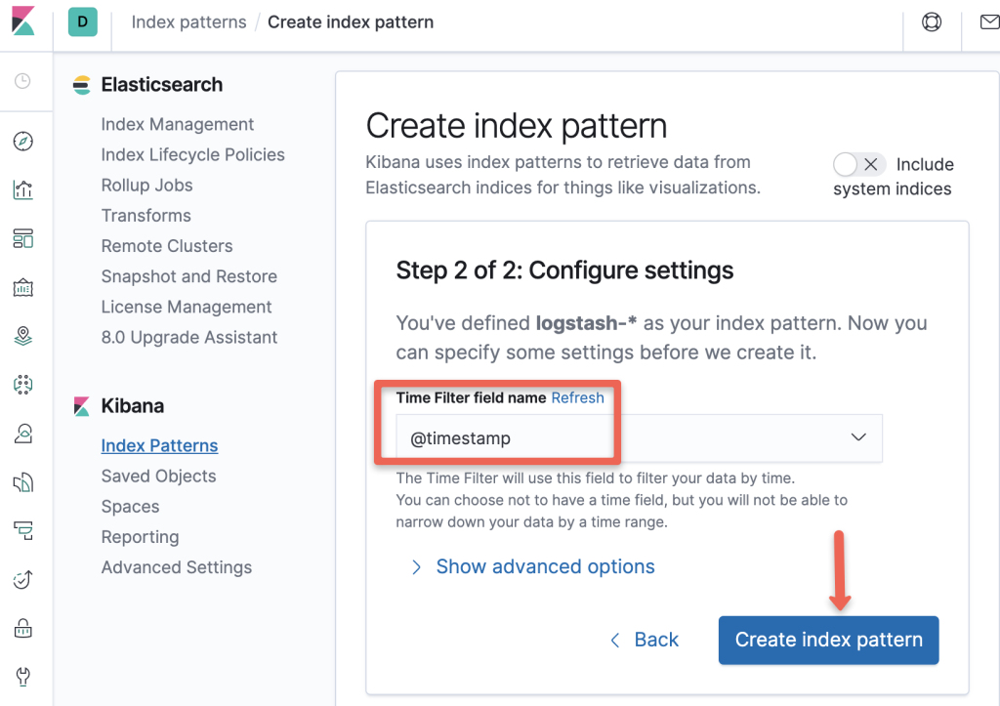 D
Index patterns / Create index pattern
Elasticsearch
Index Management
Index Lifecycle Policies
Rollup Jobs
Transforms
Remote Clusters
Snapshot and Restore
License Management
8.0 Upgrade Assistant
Kibana
Index Patterns
Saved Objects
Spaces
Reporting
Advanced Settings
Create index pattern
Kibana uses index patterns to retrieve data from
Elasticsearch indices for things like visualizations.
Include
system indices
Step 2 of 2: Configure settings
You've defined logstash-* as your index pattern. Now you
can specify some settings before we create it.
Time Filter field name Refresh
@timestamp
The Time Filter will use this field to filter your data by time.
You can choose not to have a time field, but you will not be able to
narrow down your data by a time range.
Show advanced options
Back
Create index pattern